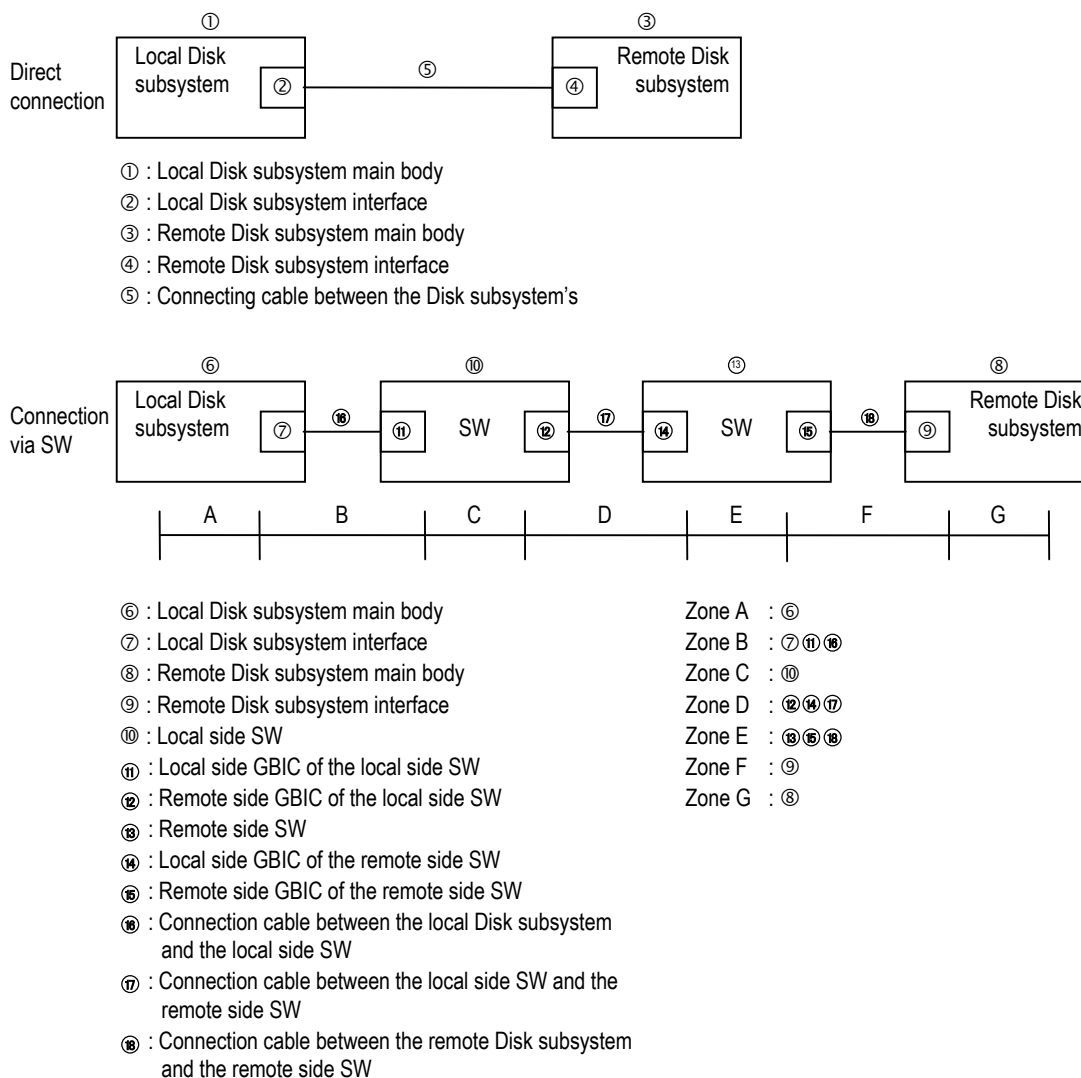 ①
③
Direct
connection
Local Disk
subsystem
②
⑤
④
Remote Disk
subsystem
① : Local Disk subsystem main body
② : Local Disk subsystem interface
③ : Remote Disk subsystem main body
④ : Remote Disk subsystem interface
⑤ : Connecting cable between the Disk subsystem's
⑥
⑩
⑬
⑧
Connection
via SW
Local Disk
subsystem
⑦
⑯
⑪
SW
⑫
⑰
⑭
SW
⑮
⑱
⑨
Remote Disk
subsystem
A B C D E F G
⑥ : Local Disk subsystem main body
⑦ : Local Disk subsystem interface
⑧ : Remote Disk subsystem main body
⑨ : Remote Disk subsystem interface
⑩ : Local side SW
⑪ : Local side GBIC of the local side SW
⑫ : Remote side GBIC of the local side SW
⑬ : Remote side SW
⑭ : Local side GBIC of the remote side SW
⑮ : Remote side GBIC of the remote side SW
⑯ : Connection cable between the local Disk subsystem
and the local side SW
⑰ : Connection cable between the local side SW and the
remote side SW
⑱ : Connection cable between the remote Disk subsystem
and the remote side SW
Zone A : ⑥
Zone B : ⑦⑪⑯
Zone C : ⑩
Zone D : ⑫⑭⑰
Zone E : ⑬⑮⑱
Zone F : ⑨
Zone G : ⑧